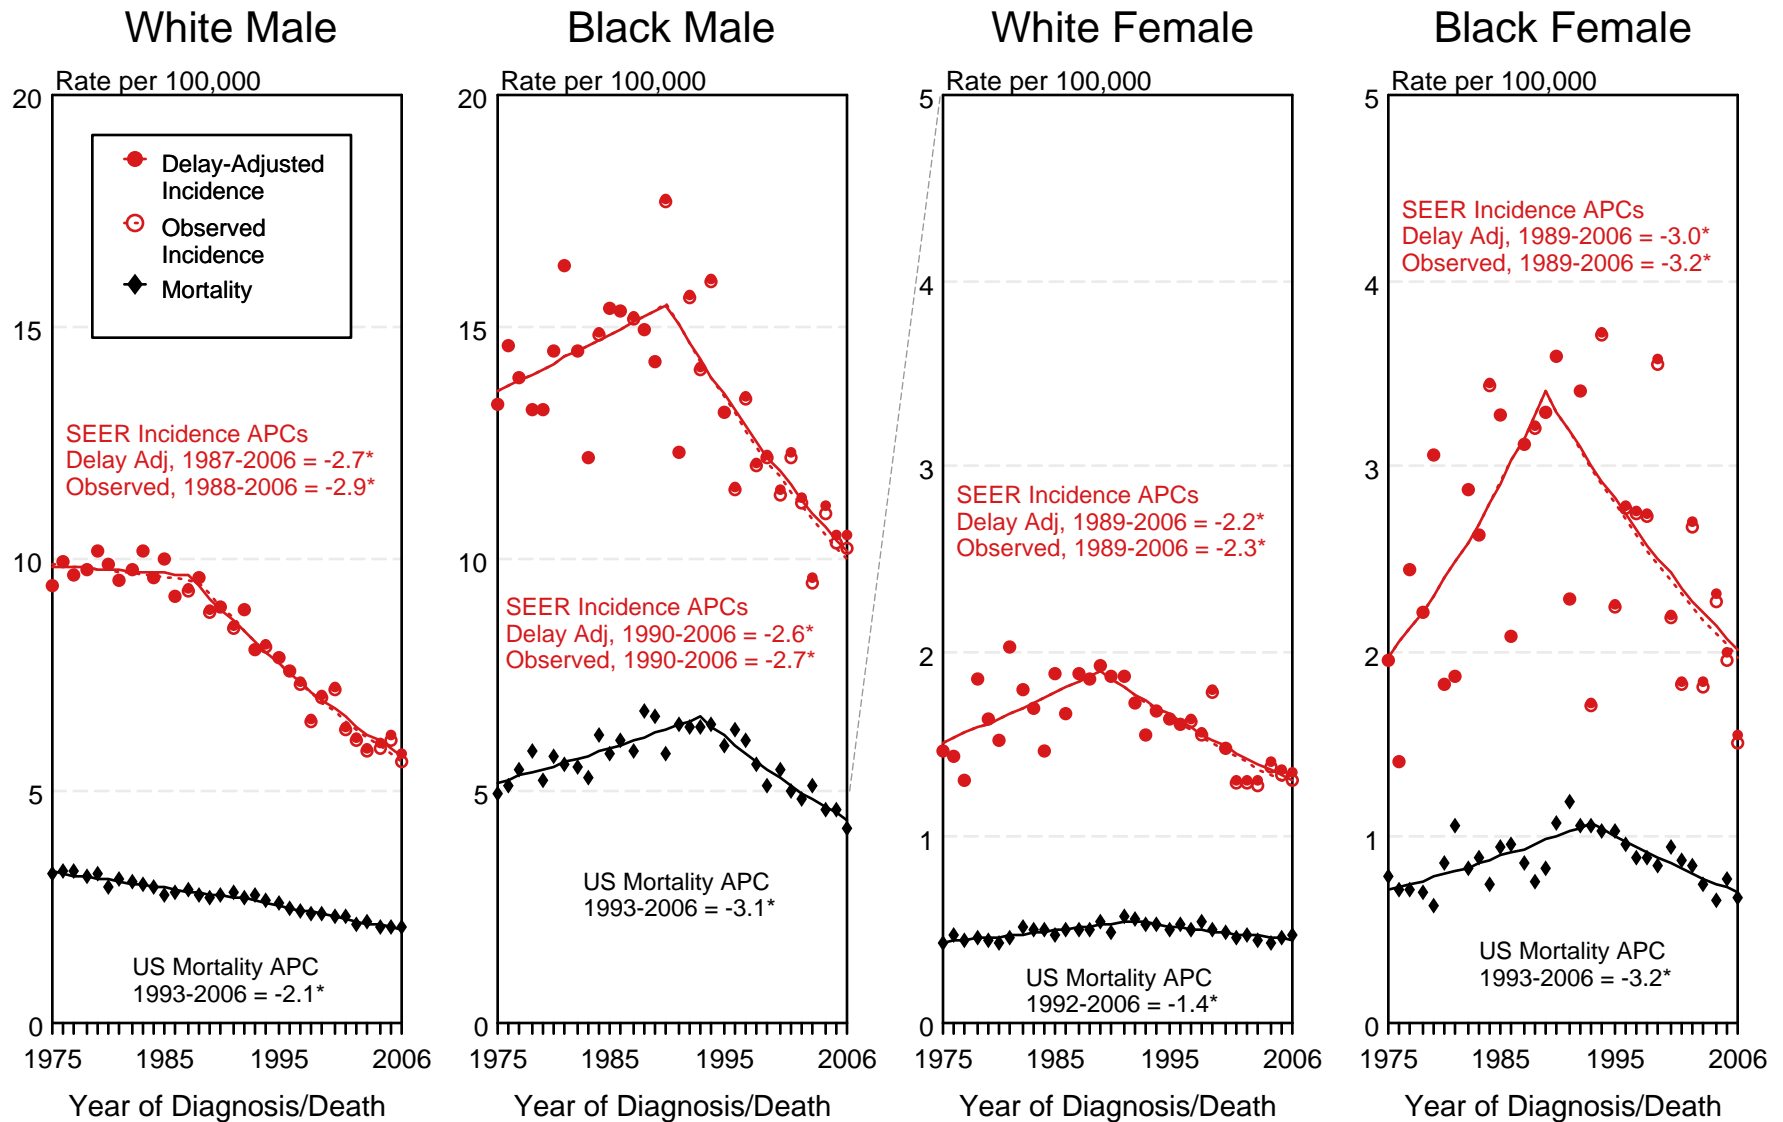 White Male
Black Male
White Female
Black Female
Rate per 100,000
20
15
10
5
0
Delay-Adjusted
Incidence
Observed
Incidence
Mortality
SEER Incidence APCs
Delay Adj, 1987-2006 = -2.7*
Observed, 1988-2006 = -2.9*
US Mortality APC
1993-2006 = -2.1*
1975
1985
1995
2006
Year of Diagnosis/Death
Rate per 100,000
20
15
10
5
0
SEER Incidence APCs
Delay Adj, 1990-2006 = -2.6*
Observed, 1990-2006 = -2.7*
US Mortality APC
1993-2006 = -3.1*
1975
1985
1995
2006
Year of Diagnosis/Death
Rate per 100,000
5
4
3
2
1
0
SEER Incidence APCs
Delay Adj, 1989-2006 = -2.2*
Observed, 1989-2006 = -2.3*
US Mortality APC
1992-2006 = -1.4*
1975
1985
1995
2006
Year of Diagnosis/Death
Rate per 100,000
5
4
3
2
1
0
SEER Incidence APCs
Delay Adj, 1989-2006 = -3.0*
Observed, 1989-2006 = -3.2*
US Mortality APC
1993-2006 = -3.2*
1975
1985
1995
2006
Year of Diagnosis/Death